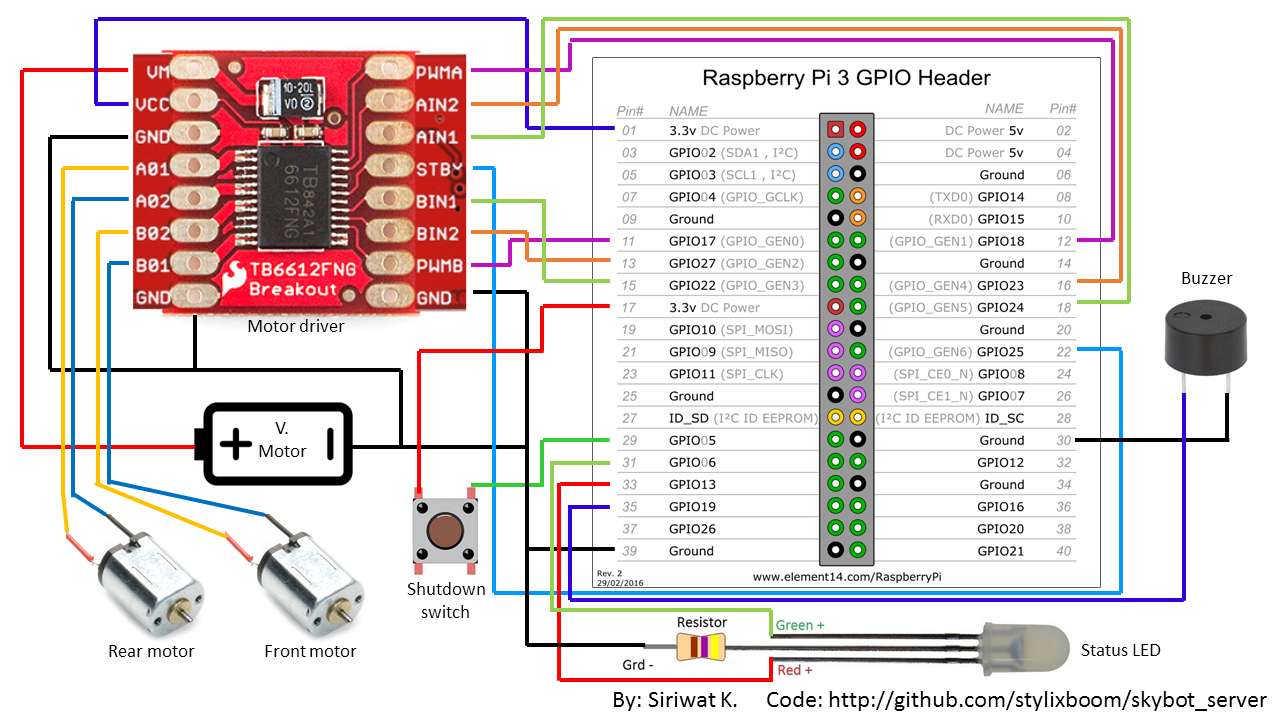 VM
VCC
GND
A01
A02
B02
B01
GND
10-20L
V0 2
TB842A1
6612FNG
TB6612FNG
Breakout
PWMA
AIN2
AIN1
STBY
BIN1
BIN2
PWMB
GND
Motor driver
Raspberry Pi 3 GPIO Header
Pin# NAME NAME Pin#
01 3.3v DC Power DC Power 5v 02
03 GPIO02 (SDA1 , I²C) DC Power 5v 04
05 GPIO03 (SCL1 , I²C) Ground 06
07 GPIO04 (GPIO_GCLK) (TXD0) GPIO14 08
09 Ground (RXD0) GPIO15 10
11 GPIO17 (GPIO_GEN0) (GPIO_GEN1) GPIO18 12
13 GPIO27 (GPIO_GEN2) Ground 14
15 GPIO22 (GPIO_GEN3) (GPIO_GEN4) GPIO23 16
17 3.3v DC Power (GPIO_GEN5) GPIO24 18
19 GPIO10 (SPI_MOSI) Ground 20
21 GPIO09 (SPI_MISO) (GPIO_GEN6) GPIO25 22
23 GPIO11 (SPI_CLK) (SPI_CE0_N) GPIO08 24
25 Ground (SPI_CE1_N) GPIO07 26
27 ID_SD (I²C ID EEPROM) (I²C ID EEPROM) ID_SC 28
29 GPIO05 Ground 30
31 GPIO06 GPIO12 32
33 GPIO13 Ground 34
35 GPIO19 GPIO16 36
37 GPIO26 GPIO20 38
39 Ground GPIO21 40
Rev. 2
29/02/2016
www.element14.com/RaspberryPi
Buzzer
+ V. Motor -
Shutdown
switch
Rear motor
Front motor
Resistor
Grd -
Green +
Red +
Status LED
By: Siriwat K. Code: http://github.com/stylixboom/skybot_server